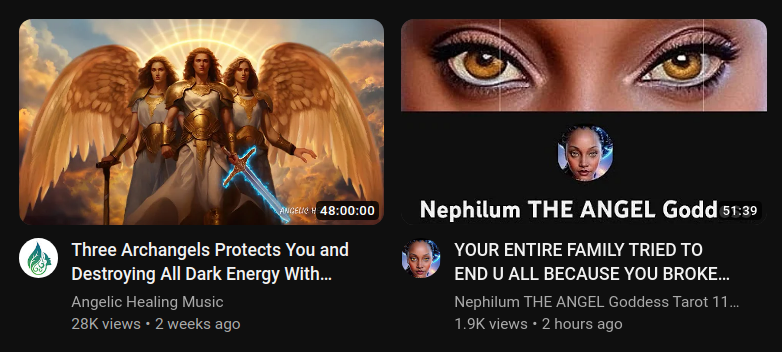 ANGELIC H
48:00:00
Three Archangels Protects You and
Destroying All Dark Energy With…
Angelic Healing Music
28K views • 2 weeks ago
Nephilum THE ANGEL Godd
51:39
YOUR ENTIRE FAMILY TRIED TO
END U ALL BECAUSE YOU BROKE…
Nephilum THE ANGEL Goddess Tarot 11…
1.9K views • 2 hours ago